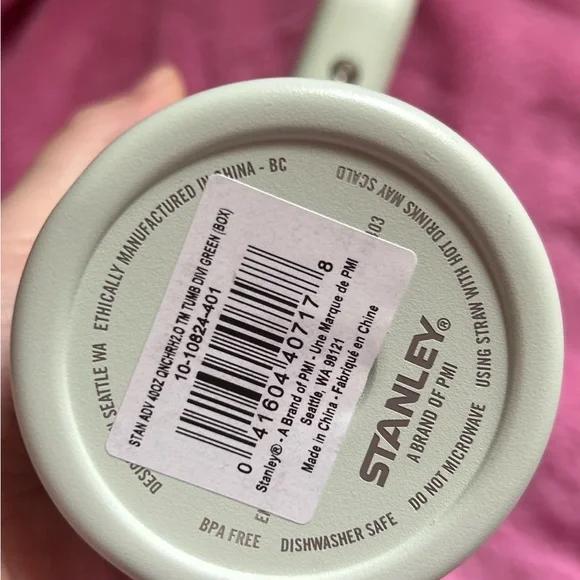 STAN ADV 40OZ QNCHRH2.O TM TUMB DIVI GREEN (BOX)
10-10824-401
0 41604 40717 8
Stanley® - A Brand of PMI - Une Marque de PMI
Seattle, WA 98121
Made in China - Fabriqué en Chine
SEATTLE WA ETHICALLY MANUFACTURED IN CHINA - BC
USING STRAW WITH HOT DRINKS MAY SCALD
03
STANLEY®
A BRAND OF PMI
BPA FREE DISHWASHER SAFE DO NOT MICROWAVE